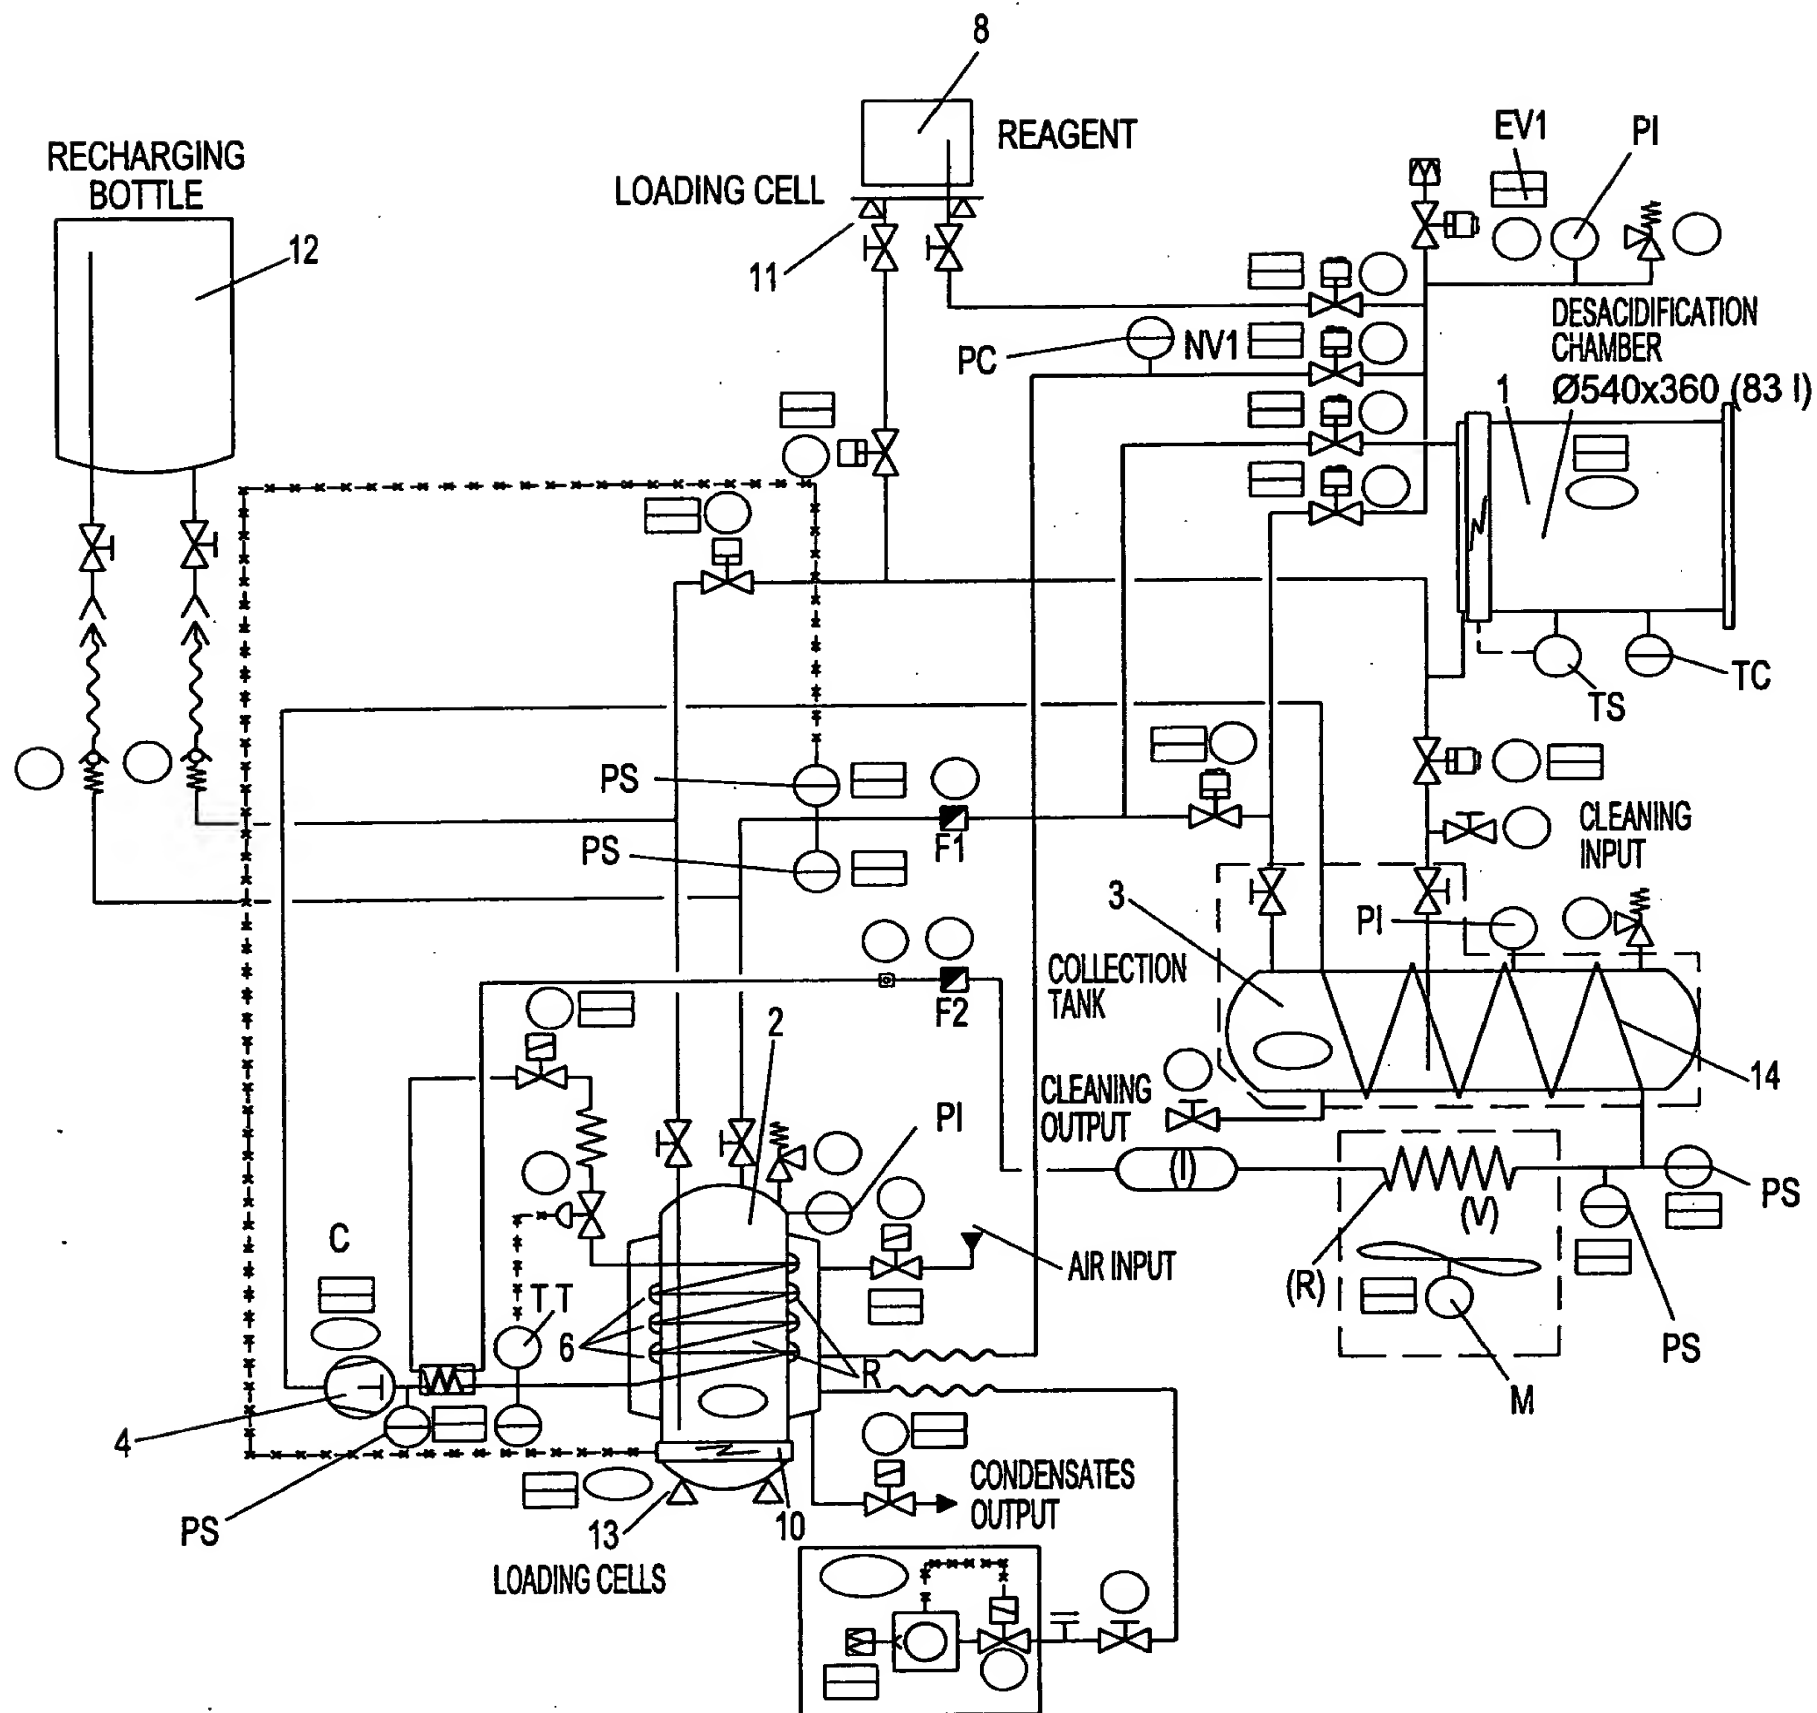 8
RECHARGING
BOTTLE
12
REAGENT
LOADING CELL
11
EV1
PI
DESACIDIFICATION
CHAMBER
Ø540x360 (83 l)
1
PC
NV1
TS
TC
PS
F1
PS
CLEANING
INPUT
3
PI
COLLECTION
TANK
F2
2
14
CLEANING
OUTPUT
PI
(I)
(V)
(R)
PS
C
AIR INPUT
TT
6
R
PS
M
4
CONDENSATES
OUTPUT
PS
13
10
LOADING CELLS